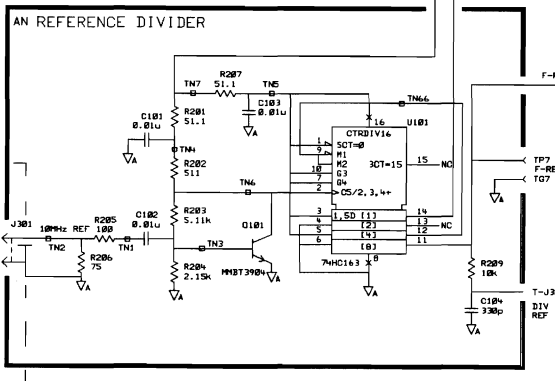 AN REFERENCE DIVIDER
R207
51.1
TN7
TN5
TN66
F-R
C101
0.01u
R201
51.1
C103
0.01u
A
A
TN4
R202
511
TN6
16
U101
CTRDIV16
1
5CT=0
9
M1
M2
3CT=15
15
NC
10
G3
7
G4
2
C5/2,3,4+
TP7
F-RE
TG7
A
J301
10MHz REF
TN2
R205
100
TN1
C102
0.01u
R203
5.11k
Q101
TN3
R206
75
A
R204
2.15k
A
MMBT3904
A
3
1,5D [1]
14
4
[2]
13
NC
5
[4]
12
6
[8]
11
74HC163
8
A
R209
10k
C104
330p
A
T-J3
DIV
REF